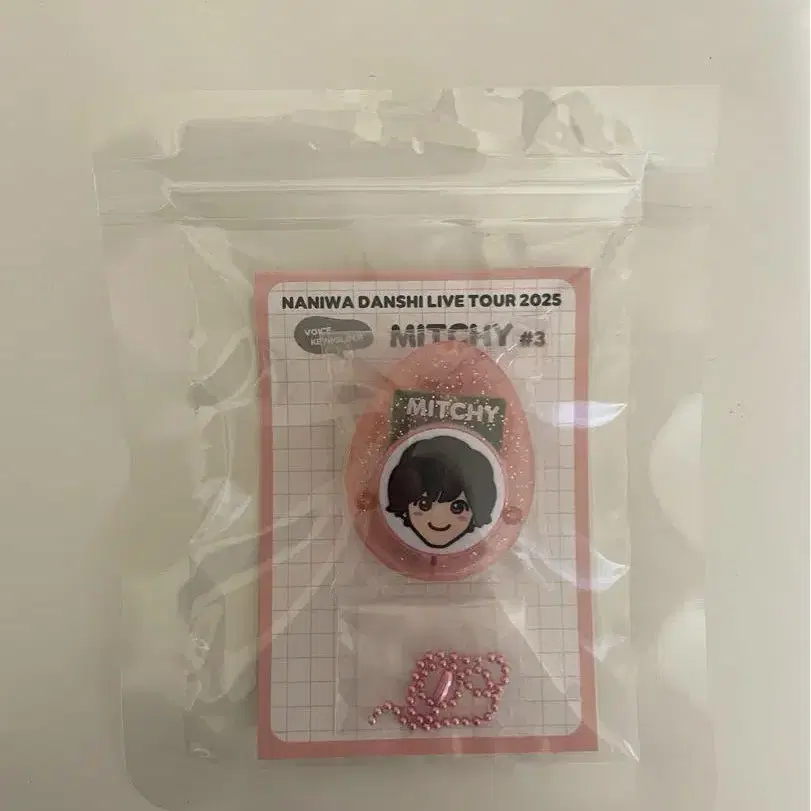 NANIWA DANSHI LIVE TOUR 2025
VOICE
KEYHOLDER
MITCHY #3
MITCHY